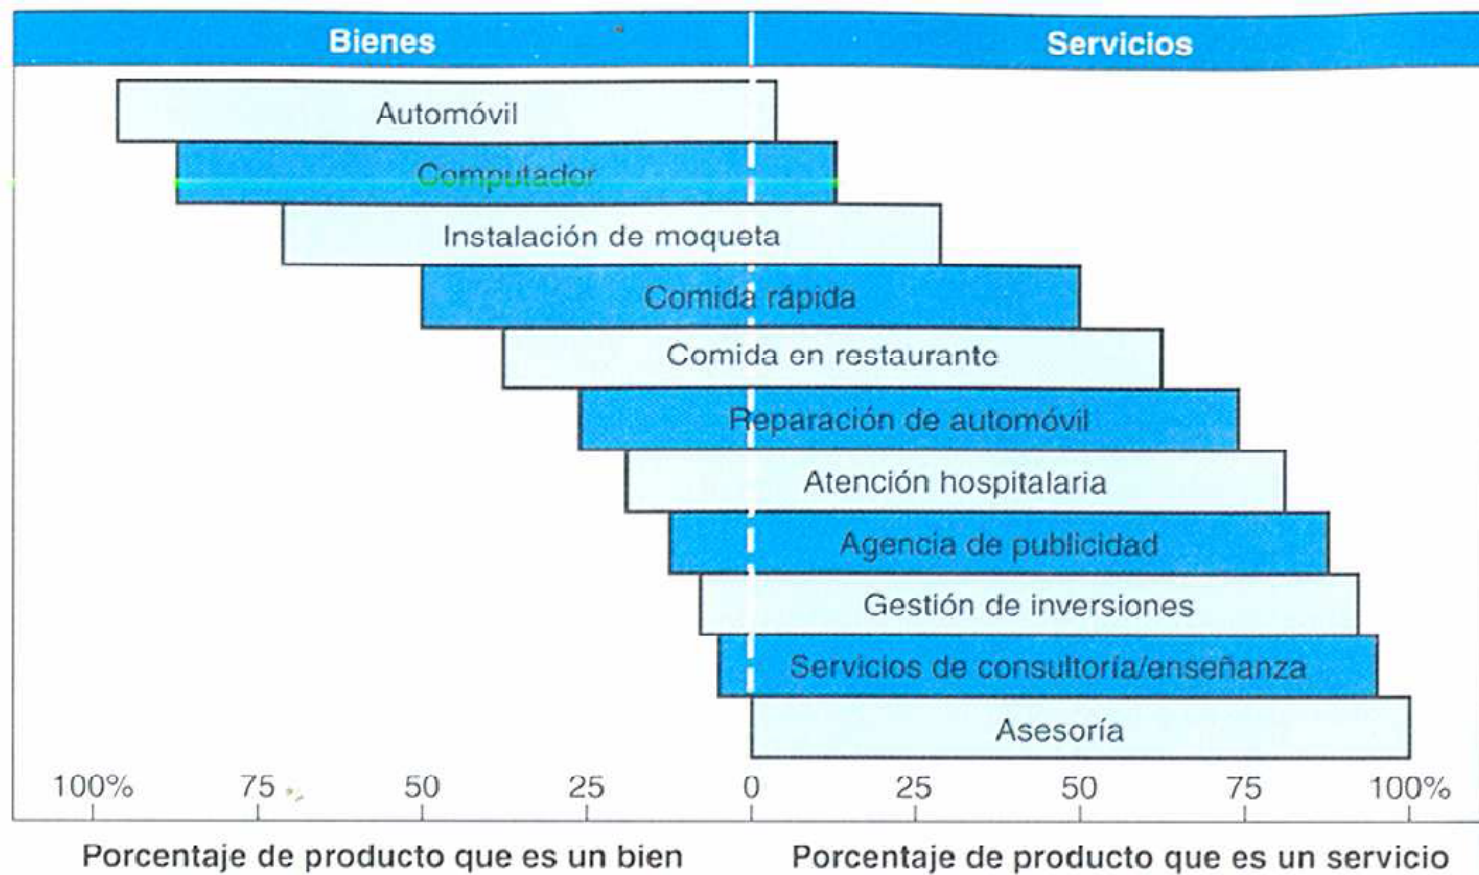 Bienes Servicios
Automóvil
Computador
Instalación de moqueta
Comida rápida
Comida en restaurante
Reparación de automóvil
Atención hospitalaria
Agencia de publicidad
Gestión de inversiones
Servicios de consultoría/enseñanza
Asesoría
100% 75 50 25 0 25 50 75 100%
Porcentaje de producto que es un bien Porcentaje de producto que es un servicio